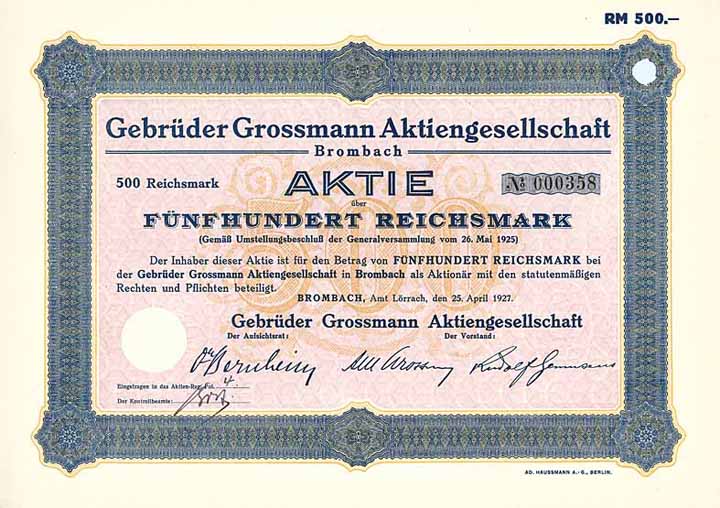 RM 500.—
Gebrüder Grossmann Aktiengesellschaft
Brombach
500 Reichsmark
AKTIE
№ 000358
über
FÜNFHUNDERT REICHSMARK
(Gemäß Umstellungsbeschluß der Generalversammlung vom 26. Mai 1925)
Der Inhaber dieser Aktie ist für den Betrag von FÜNFHUNDERT REICHSMARK bei
der Gebrüder Grossmann Aktiengesellschaft in Brombach als Aktionär mit den statutenmäßigen
Rechten und Pflichten beteiligt.
BROMBACH, Amt Lörrach, den 25. April 1927.
Gebrüder Grossmann Aktiengesellschaft
Der Aufsichtsrat: Der Vorstand:
Dr Bernheim
Eingetragen in das Aktien-Reg. Fol. 4.
Der Kontrollbeamte:
500
AD. HAUSSMANN A.-G., BERLIN.